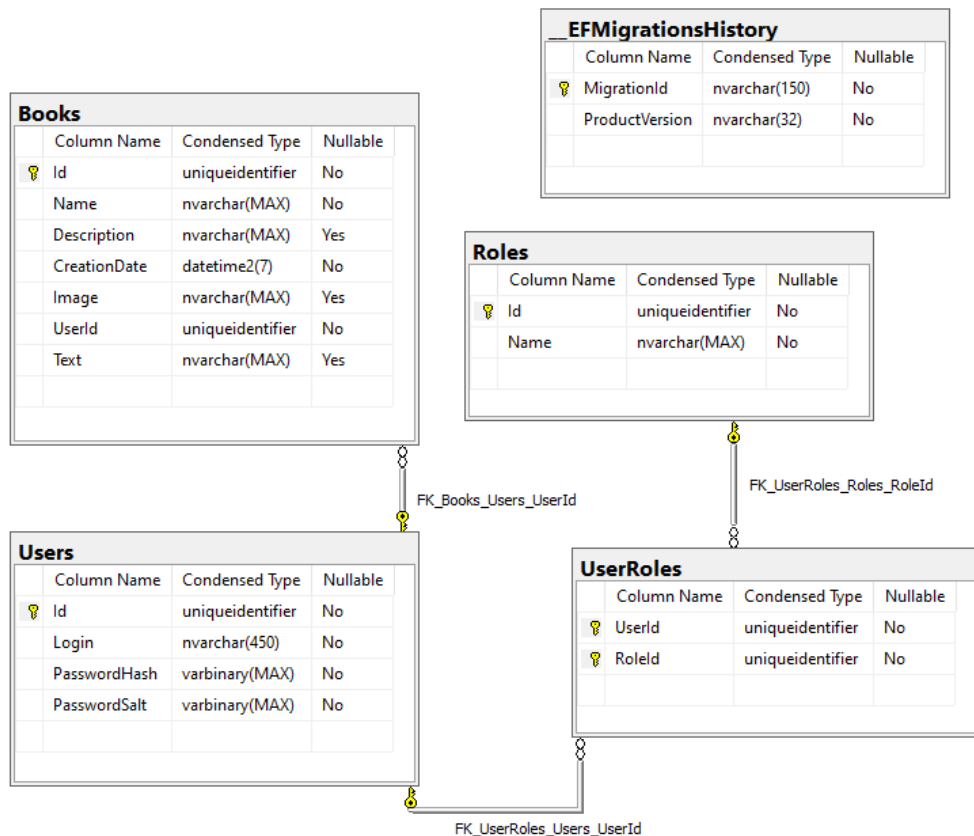 __EFMigrationsHistory
Column Name Condensed Type Nullable
MigrationId nvarchar(150) No
ProductVersion nvarchar(32) No
Books
Column Name Condensed Type Nullable
Id uniqueidentifier No
Name nvarchar(MAX) No
Description nvarchar(MAX) Yes
CreationDate datetime2(7) No
Image nvarchar(MAX) Yes
UserId uniqueidentifier No
Text nvarchar(MAX) Yes
Roles
Column Name Condensed Type Nullable
Id uniqueidentifier No
Name nvarchar(MAX) No
FK_Books_Users_UserId
FK_UserRoles_Roles_RoleId
Users
Column Name Condensed Type Nullable
Id uniqueidentifier No
Login nvarchar(450) No
PasswordHash varbinary(MAX) No
PasswordSalt varbinary(MAX) No
UserRoles
Column Name Condensed Type Nullable
UserId uniqueidentifier No
RoleId uniqueidentifier No
FK_UserRoles_Users_UserId